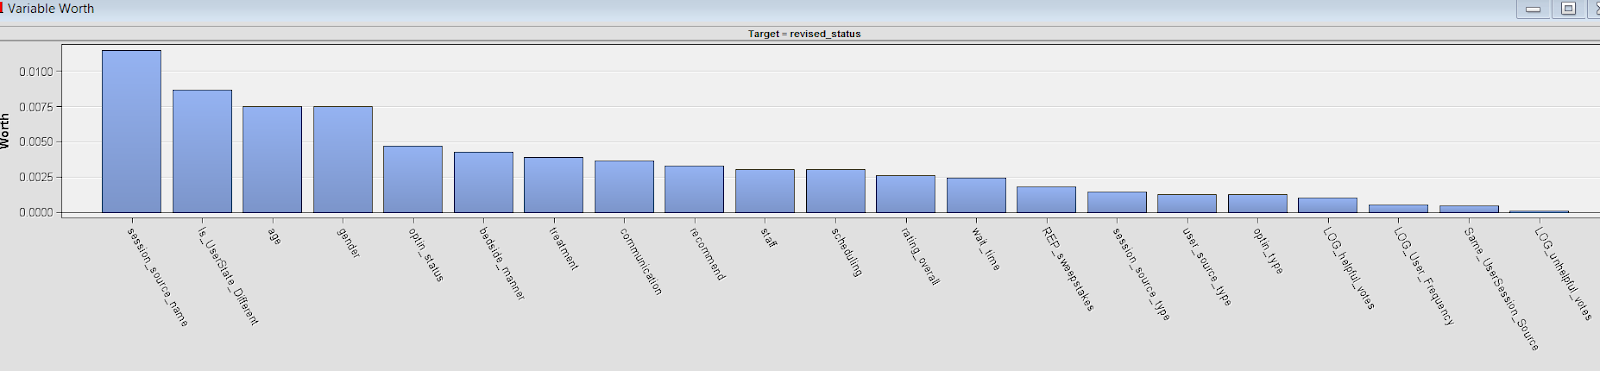 Variable Worth
Target = revised_status
Worth
0.0100
0.0075
0.0050
0.0025
0.0000
session_source_name
Is_UserState_Different
age
gender
optin_status
bedside_manner
treatment
communication
recommend
staff
scheduling
rating_overall
wait_time
REP_sweepstakes
session_source_type
user_source_type
optin_type
LOG_helpful_votes
LOG_User_Frequency
Same_UserSession_Source
LOG_unhelpful_votes